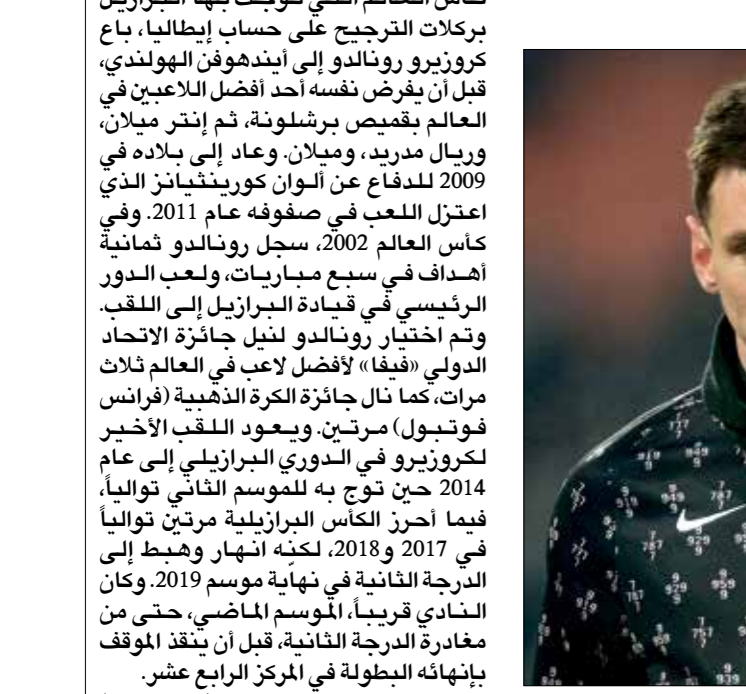 كأس العالم التي توجت بها البرازيل
بركلات الترجيح على حساب إيطاليا، باع
كروزيرو رونالدو إلى أيندهوفن الهولندي،
قبل أن يفرض نفسه أحد أفضل اللاعبين في
العالم بقميص برشلونة، ثم إنتر ميلان،
وريال مدريد، وميلان. وعاد إلى بلاده في
2009 للدفاع عن ألوان كورينثيانز الذي
اعتزل اللعب في صفوفه عام 2011. وفي
كأس العالم 2002، سجل رونالدو ثمانية
أهداف في سبع مباريات، ولعب الدور
الرئيسي في قيادة البرازيل إلى اللقب.
وتم اختيار رونالدو لنيل جائزة الاتحاد
الدولي «فيفا» لأفضل لاعب في العالم ثلاث
مرات، كما نال جائزة الكرة الذهبية (فرانس
فوتبول) مرتين. ويعود اللقب الأخير
لكروزيرو في الدوري البرازيلي إلى عام
2014 حين توج به للموسم الثاني توالياً،
فيما أحرز الكأس البرازيلية مرتين توالياً
في 2017 و2018، لكنه انهار وهبط إلى
الدرجة الثانية في نهاية موسم 2019. وكان
النادي قريباً، الموسم الماضي، حتى من
مغادرة الدرجة الثانية، قبل أن ينقذ الموقف
بإنهائه البطولة في المركز الرابع عشر.